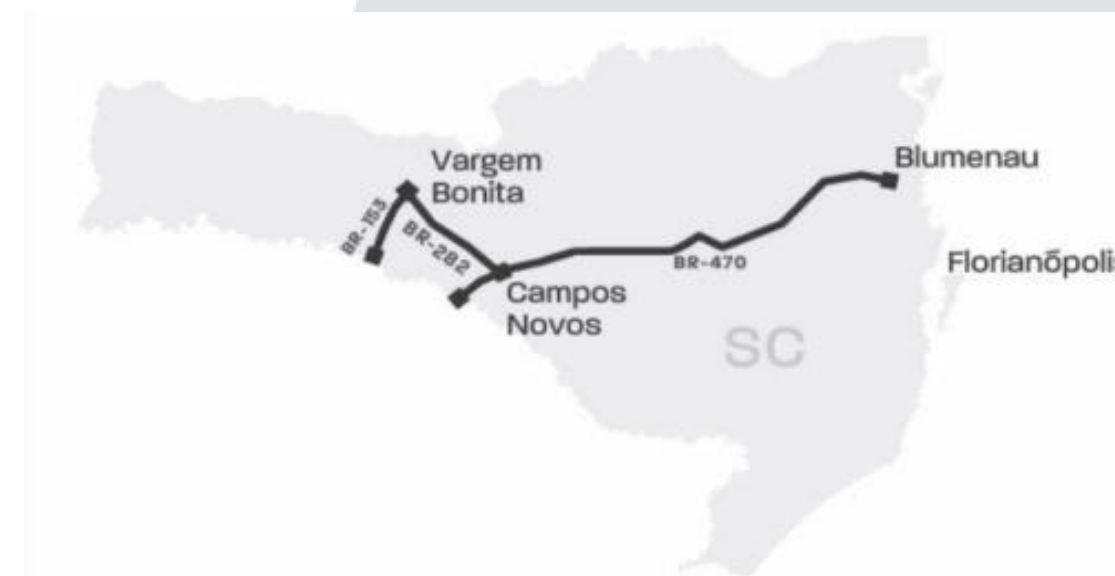 Vargem
Bonita
Blumenau
BR-153
BR-282
BR-470
Florianópolis
Campos
Novos
SC